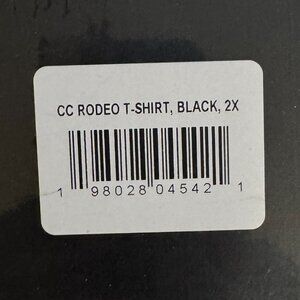 CC RODEO T-SHIRT, BLACK, 2X
1 98028 04542 1